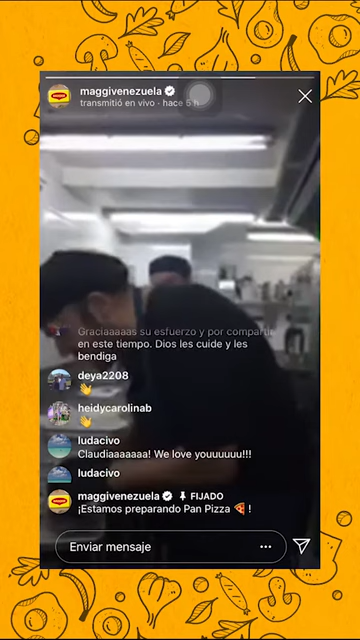 maggivenezuela
transmitió en vivo · hace 5 h
Graciaaaaas su esfuerzo y por compartir
en este tiempo. Dios les cuide y les
bendiga
deya2208
👋
heidycarolinab
👋
ludacivo
Claudiaaaaaaa! We love youuuuuu!!!
ludacivo
maggivenezuela FIJADO
¡Estamos preparando Pan Pizza 🍕!
Enviar mensaje